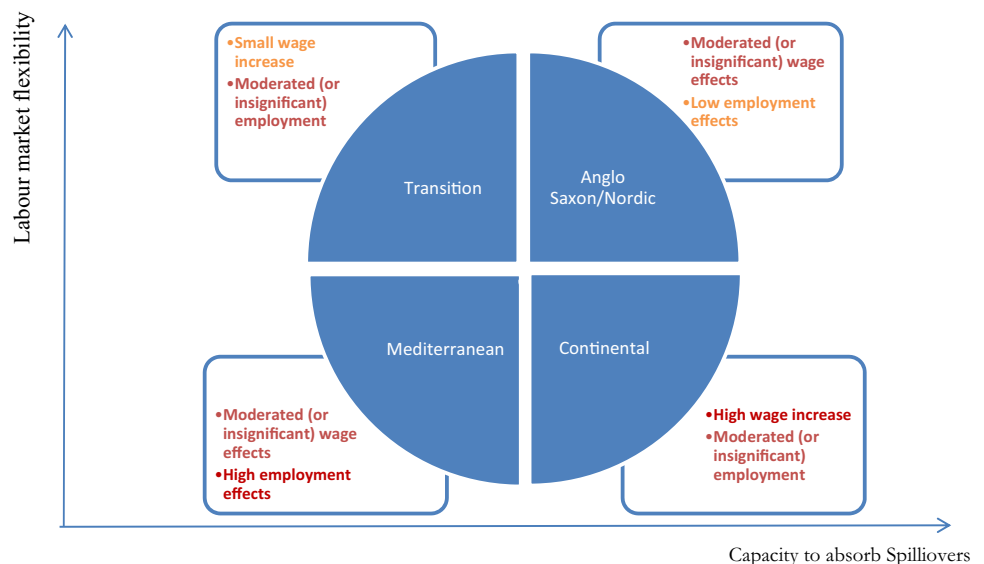 Labour market flexibility
•Small wage
increase
•Moderated (or
insignificant)
employment
•Moderated (or
insignificant) wage
effects
•Low employment
effects
Transition
Anglo
Saxon/Nordic
Mediterranean
Continental
•Moderated (or
insignificant) wage
effects
•High employment
effects
•High wage increase
•Moderated (or
insignificant)
employment
Capacity to absorb Spilliovers